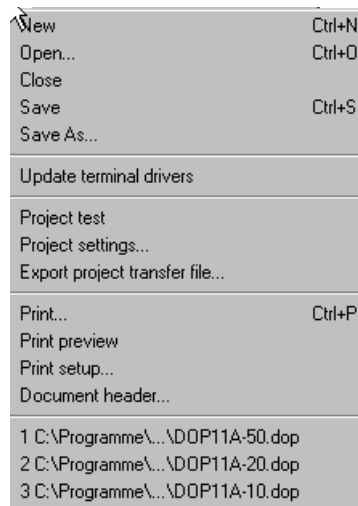 New Ctrl+N
Open... Ctrl+O
Close
Save Ctrl+S
Save As...
Update terminal drivers
Project test
Project settings...
Export project transfer file...
Print... Ctrl+P
Print preview
Print setup...
Document header...
1 C:\Programme\...\DOP11A-50.dop
2 C:\Programme\...\DOP11A-20.dop
3 C:\Programme\...\DOP11A-10.dop